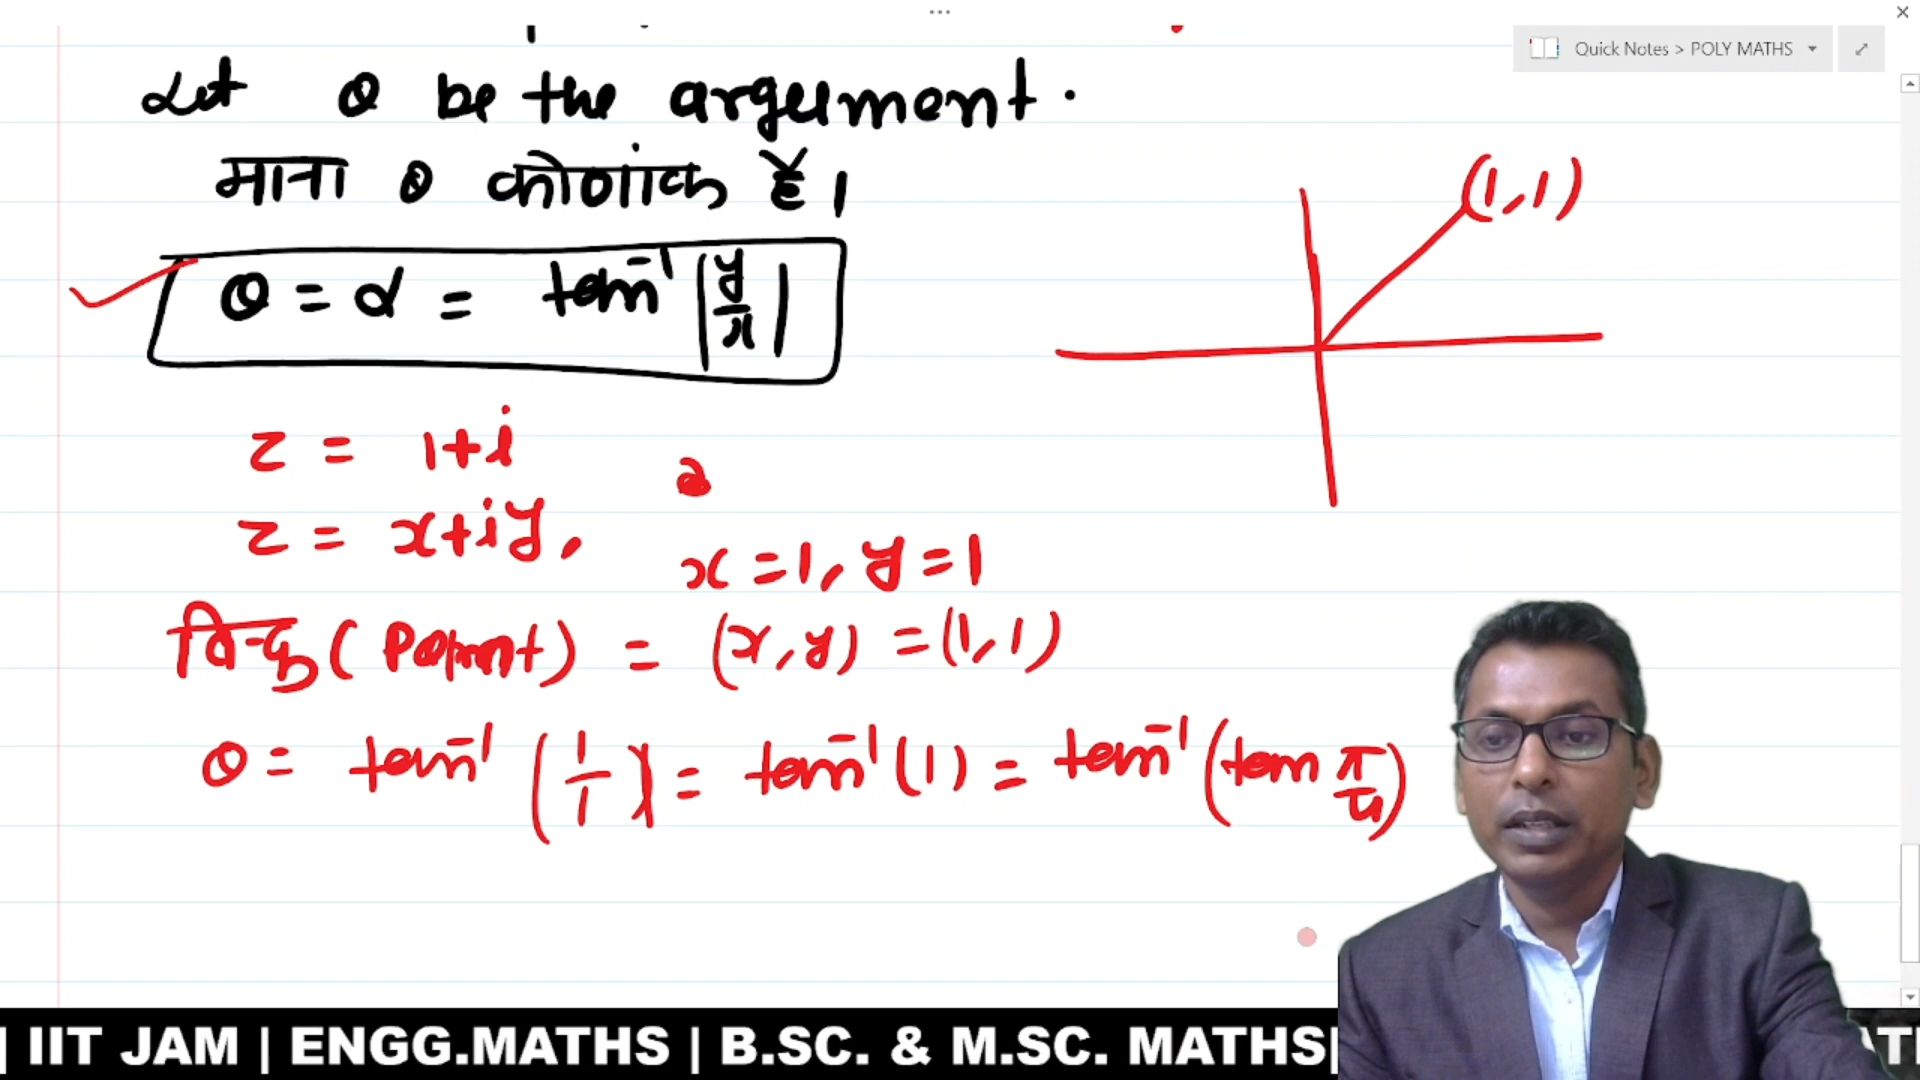 Quick Notes > POLY MATHS
Let θ be the argument.
माना θ कोणांक है।
θ = α = tan⁻¹ |y/x|
(1,1)
z = 1+i
z = x+iy,
x=1, y=1
बिन्दु (Point) = (x,y) = (1,1)
θ = tan⁻¹ (1/1) = tan⁻¹ (1) = tan⁻¹ (tan π/4)
| IIT JAM | ENGG.MATHS | B.SC. & M.SC. MATHS|